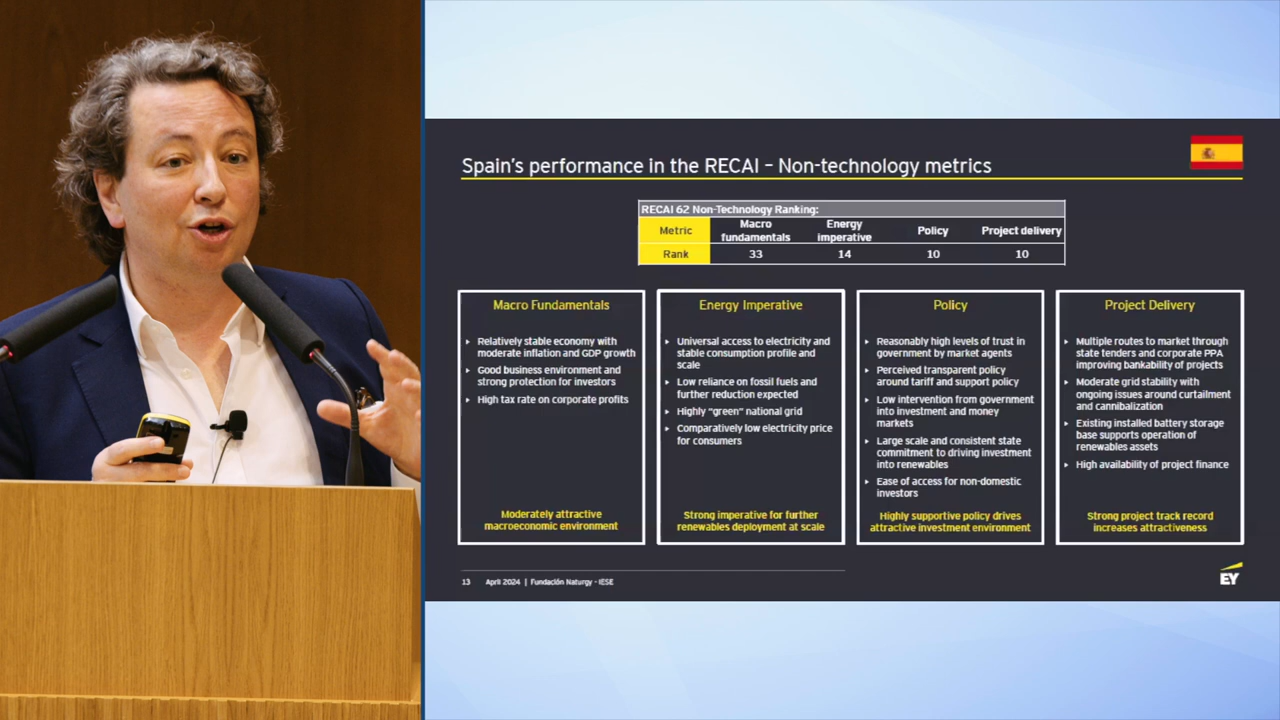 Spain's performance in the RECAI – Non-technology metrics
RECAI 62 Non-Technology Ranking:
Metric
Macro
fundamentals
Energy
imperative
Policy
Project delivery
Rank
33
14
10
10
Macro Fundamentals
Relatively stable economy with
moderate inflation and GDP growth
Good business environment and
strong protection for investors
High tax rate on corporate profits
Moderately attractive
macroeconomic environment
Energy Imperative
Universal access to electricity and
stable consumption profile and
scale
Low reliance on fossil fuels and
further reduction expected
Highly "green" national grid
Comparatively low electricity price
for consumers
Strong imperative for further
renewables deployment at scale
Policy
Reasonably high levels of trust in
government by market agents
Perceived transparent policy
around tariff and support policy
Low intervention from government
into investment and money
markets
Large scale and consistent state
commitment to driving investment
into renewables
Ease of access for non-domestic
investors
Highly supportive policy drives
attractive investment environment
Project Delivery
Multiple routes to market through
state tenders and corporate PPA
improving bankability of projects
Moderate grid stability with
ongoing issues around curtailment
and cannibalization
Existing installed battery storage
base supports operation of
renewables assets
High availability of project finance
Strong project track record
increases attractiveness
13 April 2024 | Fundación Naturgy - IESE
EY